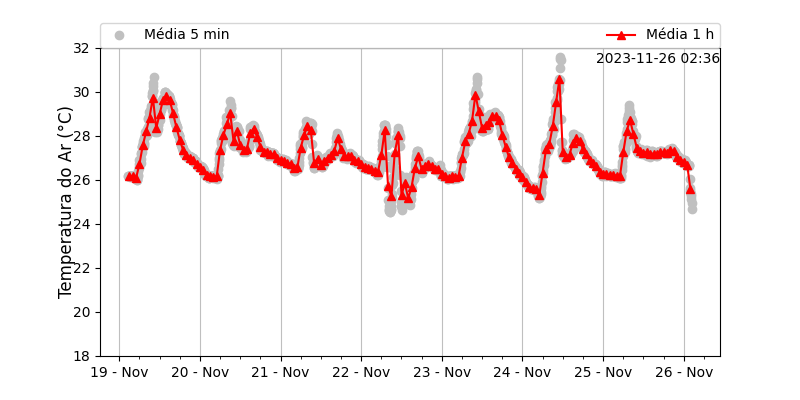 Média 5 min
Média 1 h
2023-11-26 02:36
Temperatura do Ar (°C)
32
30
28
26
24
22
20
18
19 - Nov
20 - Nov
21 - Nov
22 - Nov
23 - Nov
24 - Nov
25 - Nov
26 - Nov